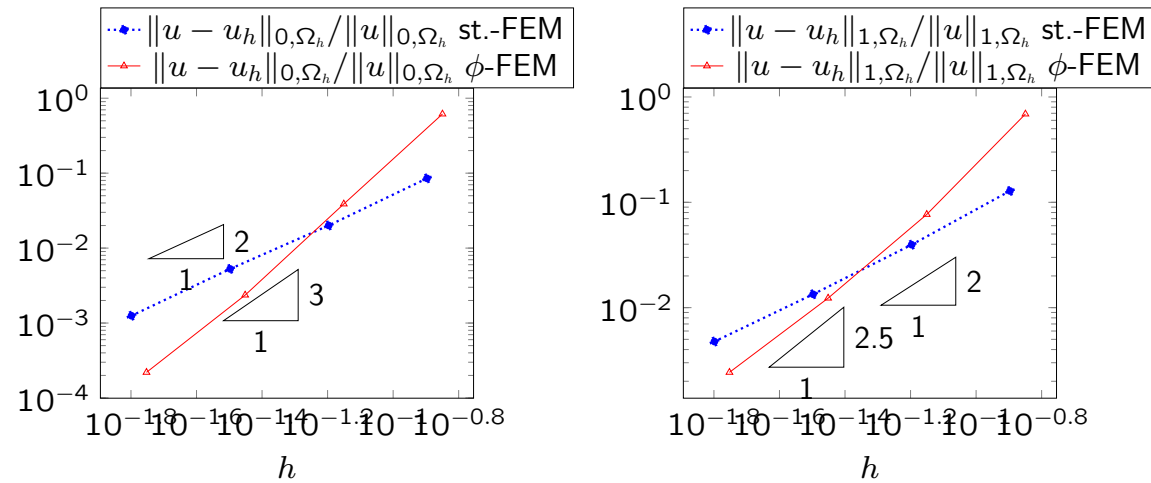 ‖u − u_h‖_{0,Ω_h}/‖u‖_{0,Ω_h} st.-FEM
‖u − u_h‖_{0,Ω_h}/‖u‖_{0,Ω_h} ϕ-FEM
10^0
10^{−1}
10^{−2}
10^{−3}
10^{−4}
2
1
3
1
10^{−1.8} 10^{−1.6} 10^{−1.4} 10^{−1.2} 10^{−1} 10^{−0.8}
h
‖u − u_h‖_{1,Ω_h}/‖u‖_{1,Ω_h} st.-FEM
‖u − u_h‖_{1,Ω_h}/‖u‖_{1,Ω_h} ϕ-FEM
10^0
10^{−1}
10^{−2}
2
1
2.5
1
10^{−1.8} 10^{−1.6} 10^{−1.4} 10^{−1.2} 10^{−1} 10^{−0.8}
h